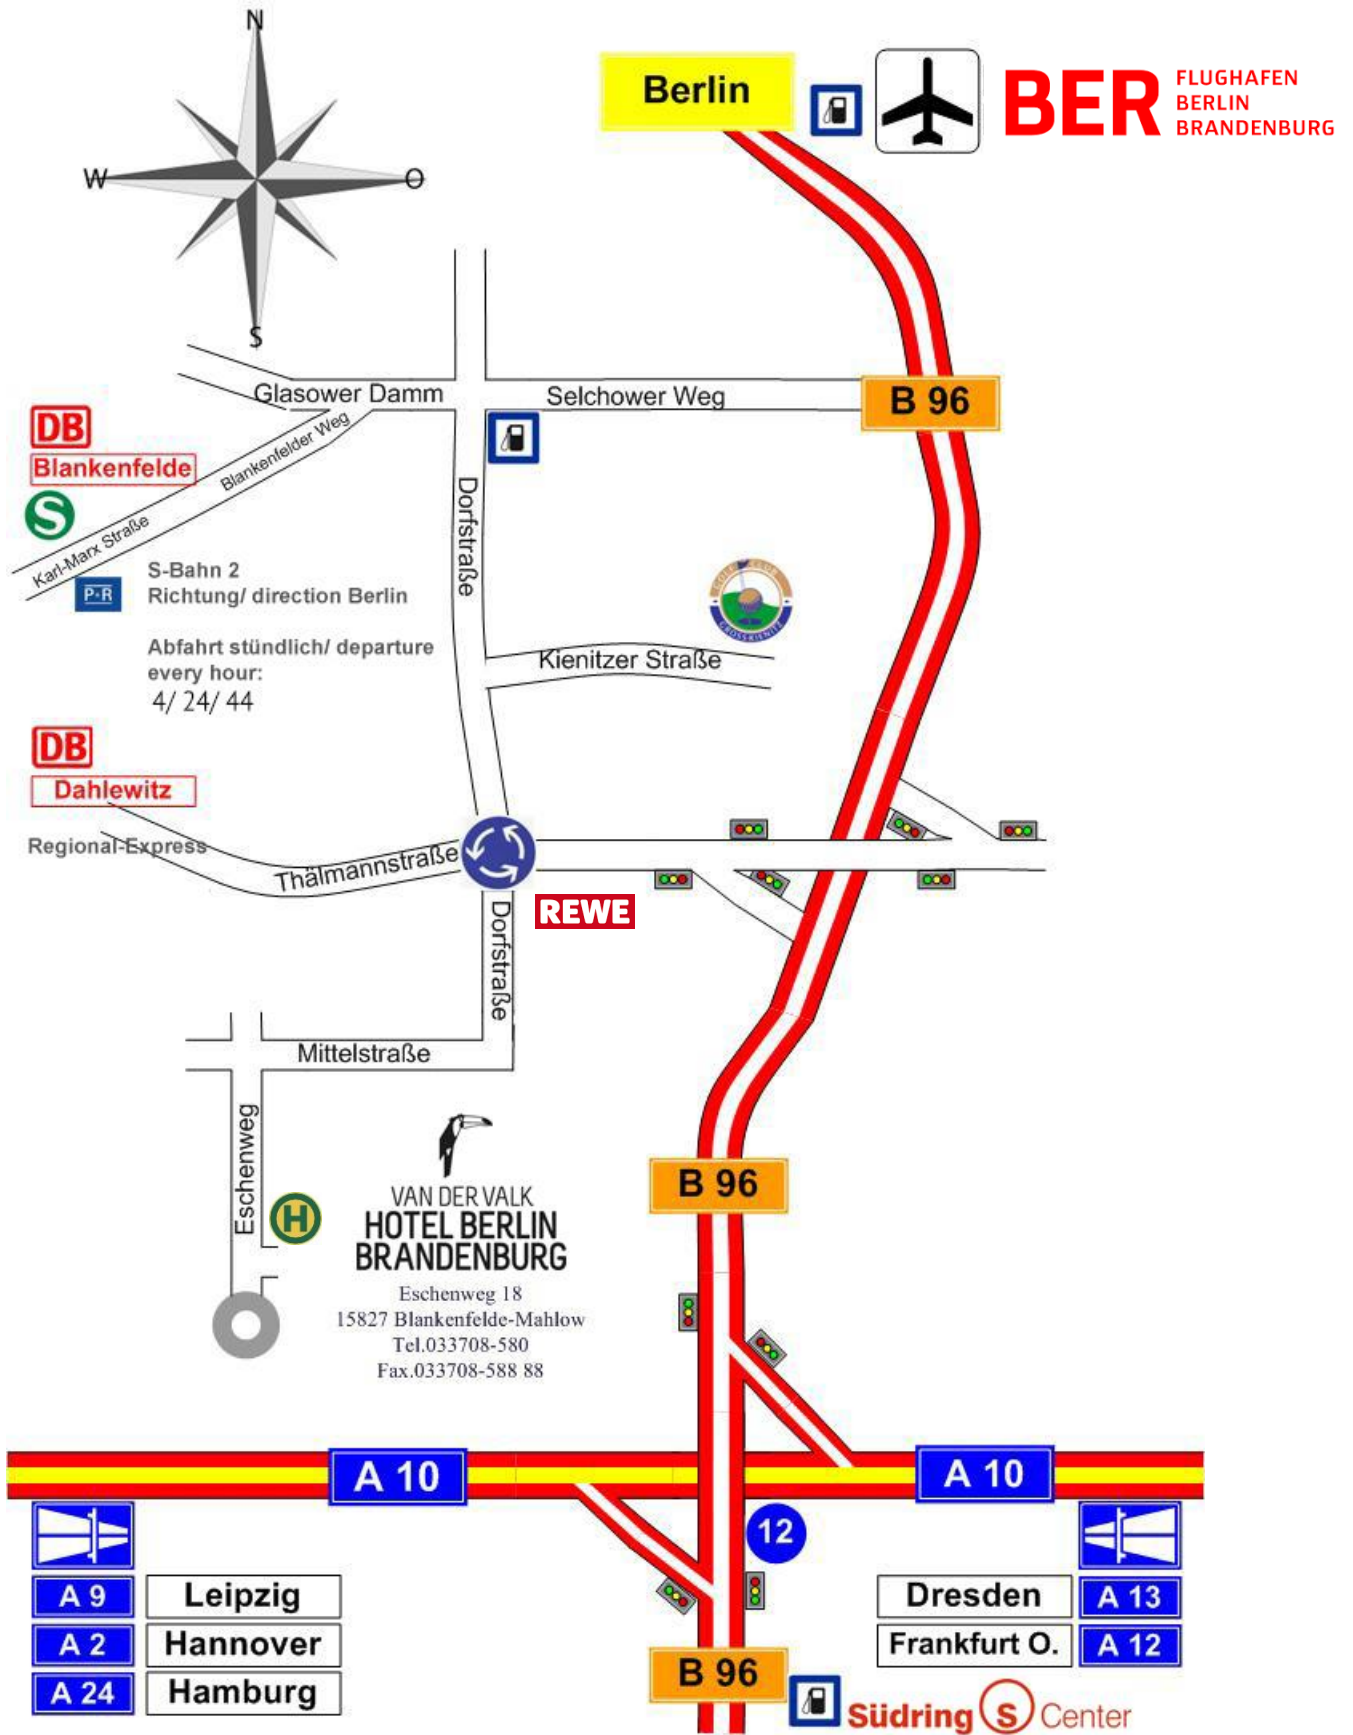 N
W
O
S
Berlin
BER
FLUGHAFEN
BERLIN
BRANDENBURG
Glasower Damm
Selchower Weg
B 96
DB
Blankenfelde
S
Blankenfelder Weg
Karl-Marx Straße
P+R
S-Bahn 2
Richtung/ direction Berlin
Abfahrt stündlich/ departure
every hour:
4/ 24/ 44
Dorfstraße
GOLF CLUB
GROSS KIENITZ
Kienitzer Straße
DB
Dahlewitz
Regional-Express
Thälmannstraße
REWE
Dorfstraße
Mittelstraße
Eschenweg
H
VAN DER VALK
HOTEL BERLIN
BRANDENBURG
Eschenweg 18
15827 Blankenfelde-Mahlow
Tel.033708-580
Fax.033708-588 88
B 96
A 10
A 10
12
A 9 Leipzig
A 2 Hannover
A 24 Hamburg
Dresden A 13
Frankfurt O. A 12
B 96
Südring S Center